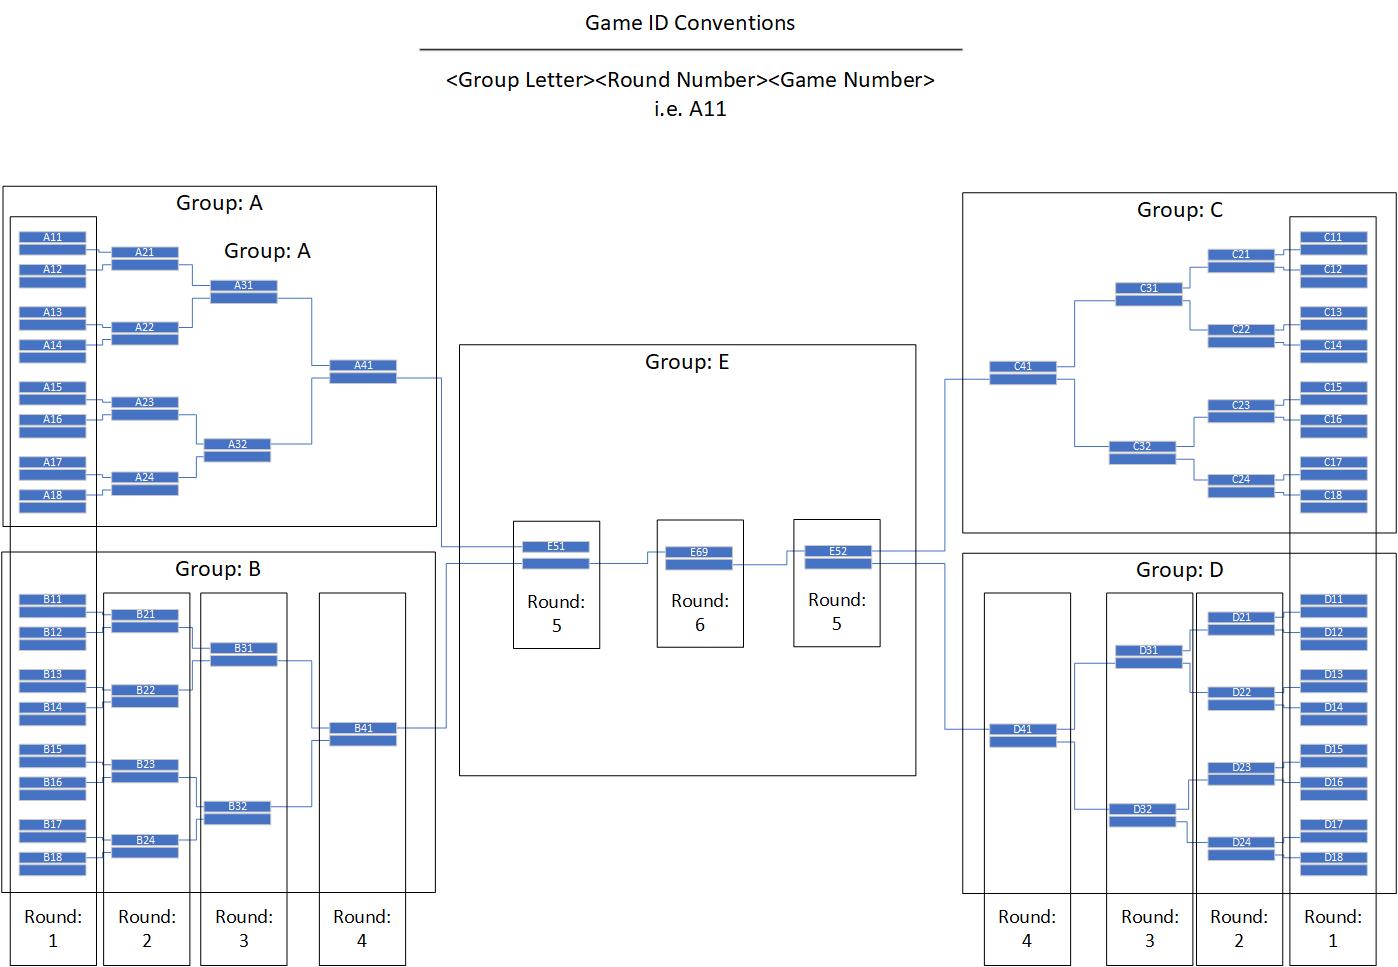 Game ID Conventions
<Group Letter><Round Number><Game Number>
i.e. A11
Group: A
Group: A
A11
A12
A13
A14
A15
A16
A17
A18
A21
A22
A23
A24
A31
A32
A41
Group: B
B11
B12
B13
B14
B15
B16
B17
B18
B21
B22
B23
B24
B31
B32
B41
Round:
1
Round:
2
Round:
3
Round:
4
Group: E
E51
Round:
5
E69
Round:
6
E52
Round:
5
Group: C
C41
C31
C32
C21
C22
C23
C24
C11
C12
C13
C14
C15
C16
C17
C18
Group: D
D41
D31
D32
D21
D22
D23
D24
D11
D12
D13
D14
D15
D16
D17
D18
Round:
4
Round:
3
Round:
2
Round:
1